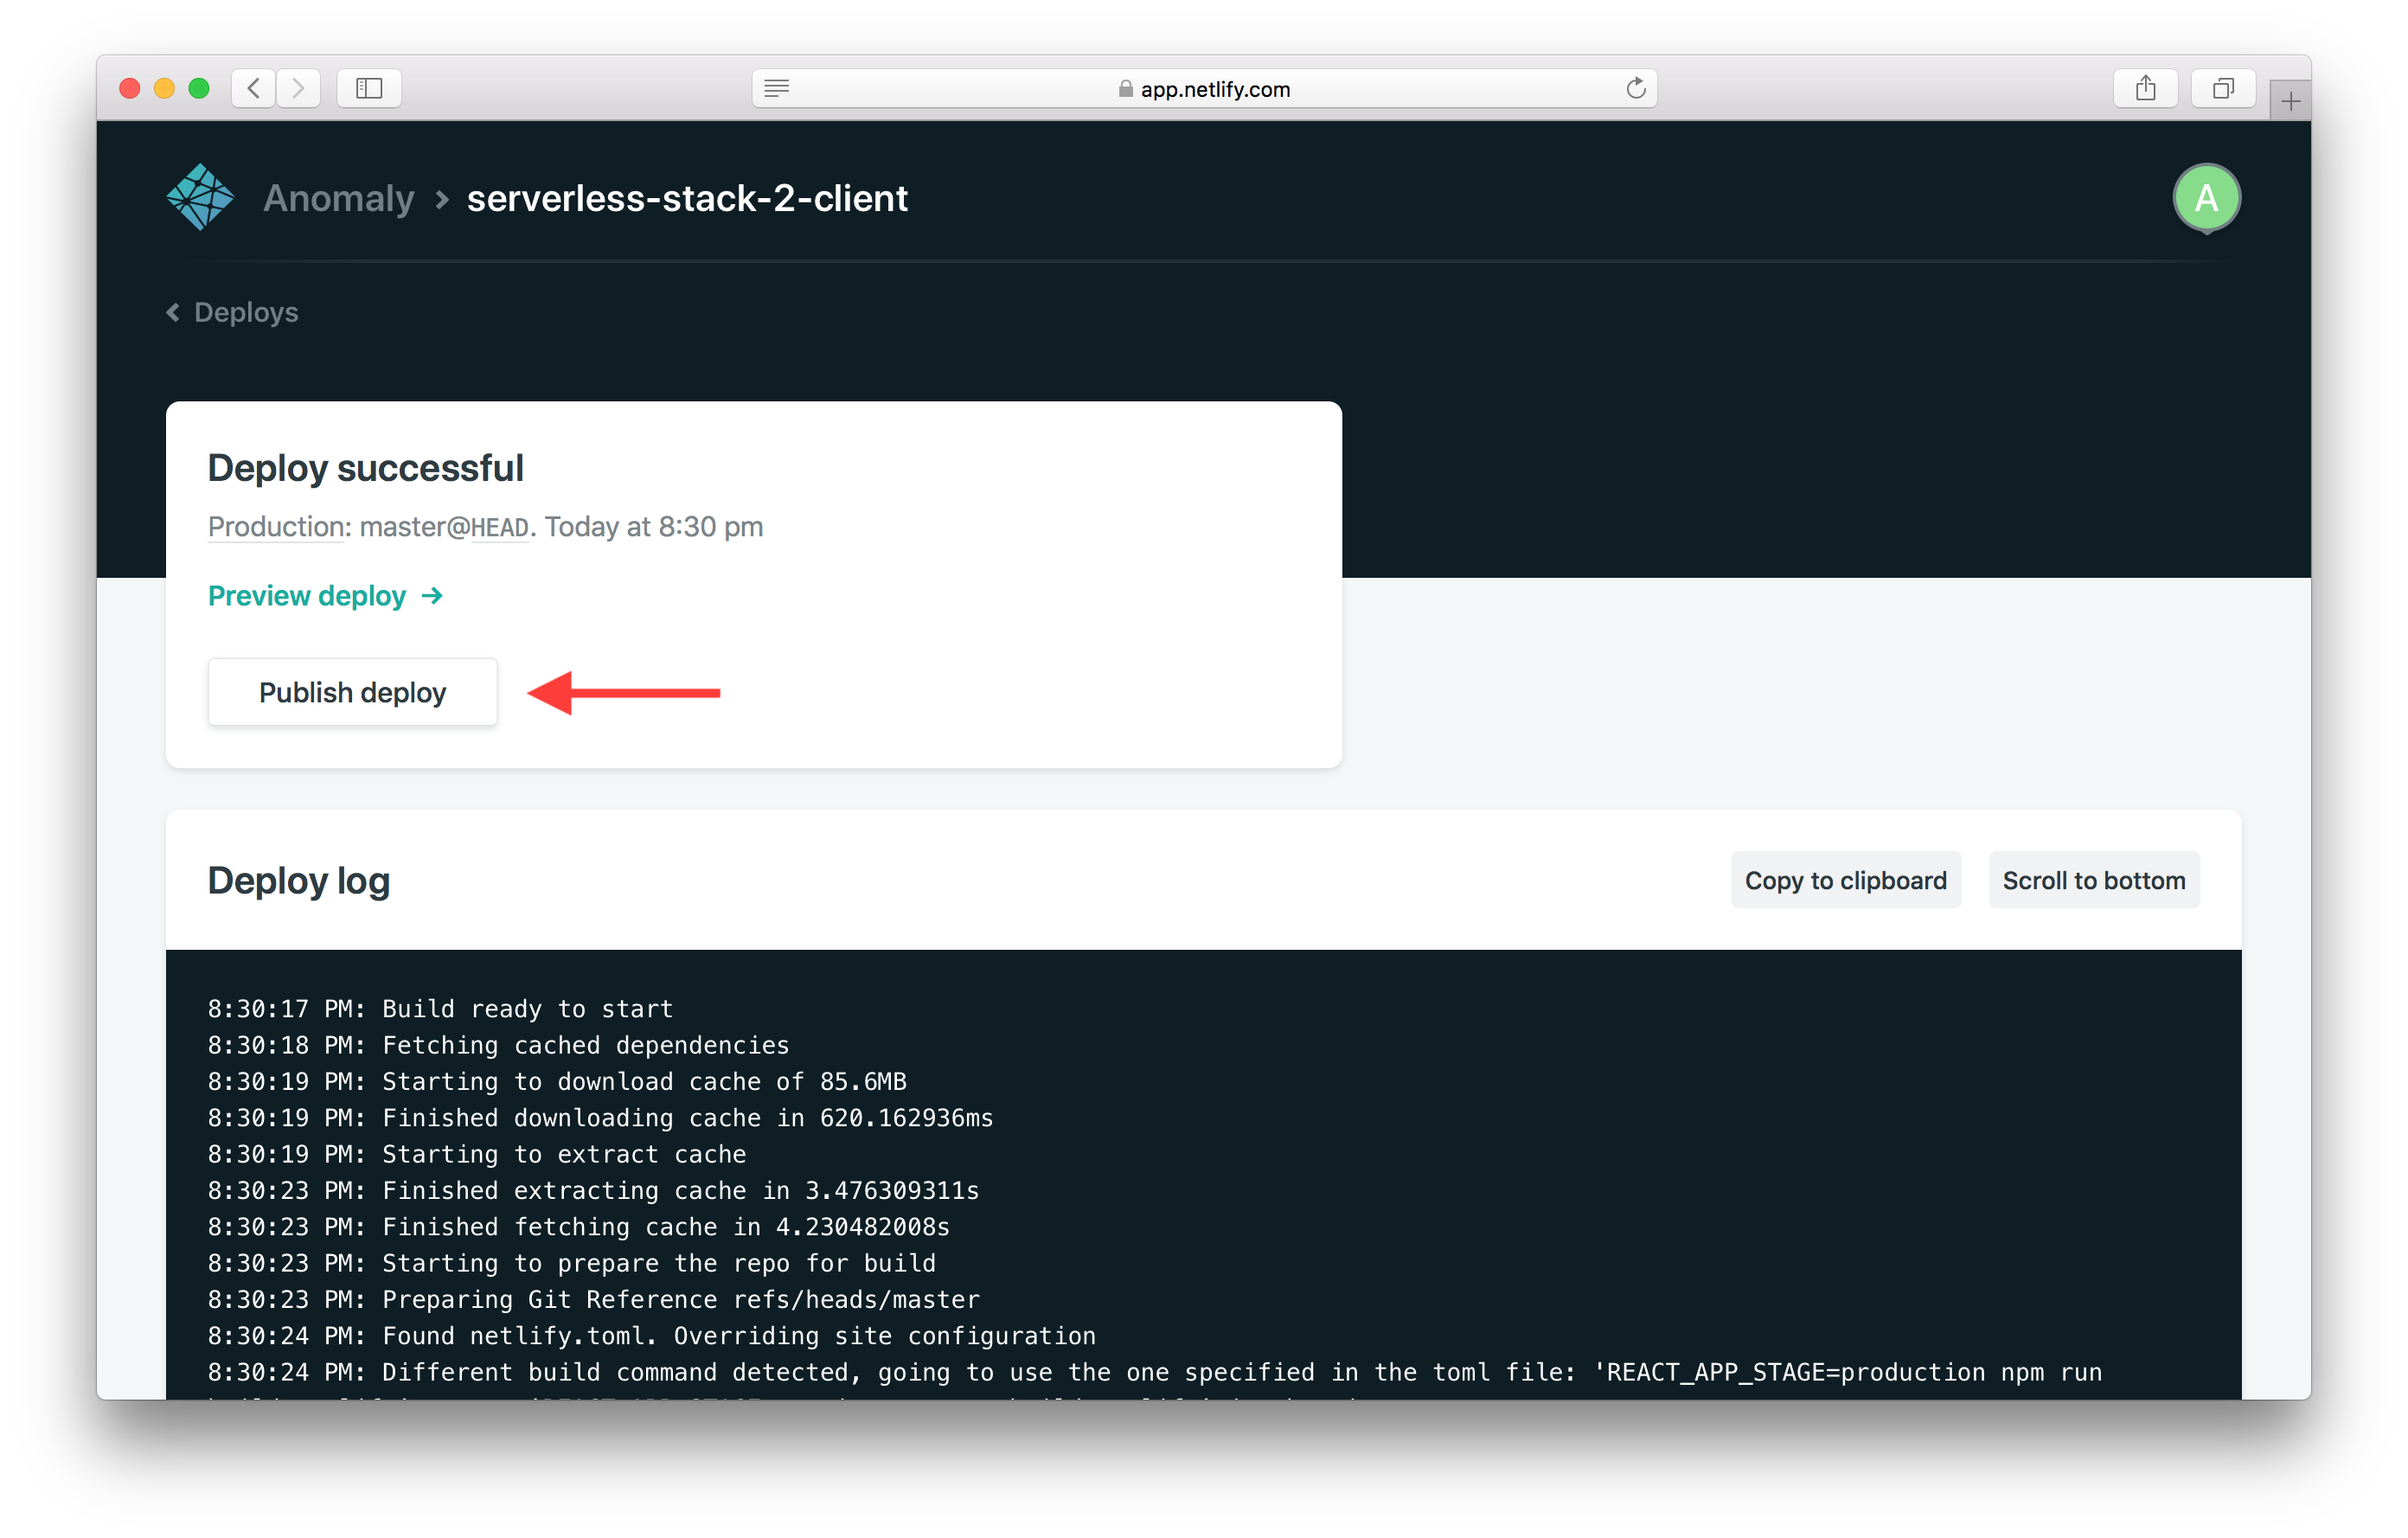 app.netlify.com
Anomaly > serverless-stack-2-client
A
Deploys
Deploy successful
Production: master@HEAD. Today at 8:30 pm
Preview deploy →
Publish deploy
Deploy log
Copy to clipboard
Scroll to bottom
8:30:17 PM: Build ready to start
8:30:18 PM: Fetching cached dependencies
8:30:19 PM: Starting to download cache of 85.6MB
8:30:19 PM: Finished downloading cache in 620.162936ms
8:30:19 PM: Starting to extract cache
8:30:23 PM: Finished extracting cache in 3.476309311s
8:30:23 PM: Finished fetching cache in 4.230482008s
8:30:23 PM: Starting to prepare the repo for build
8:30:23 PM: Preparing Git Reference refs/heads/master
8:30:24 PM: Found netlify.toml. Overriding site configuration
8:30:24 PM: Different build command detected, going to use the one specified in the toml file: 'REACT_APP_STAGE=production npm run